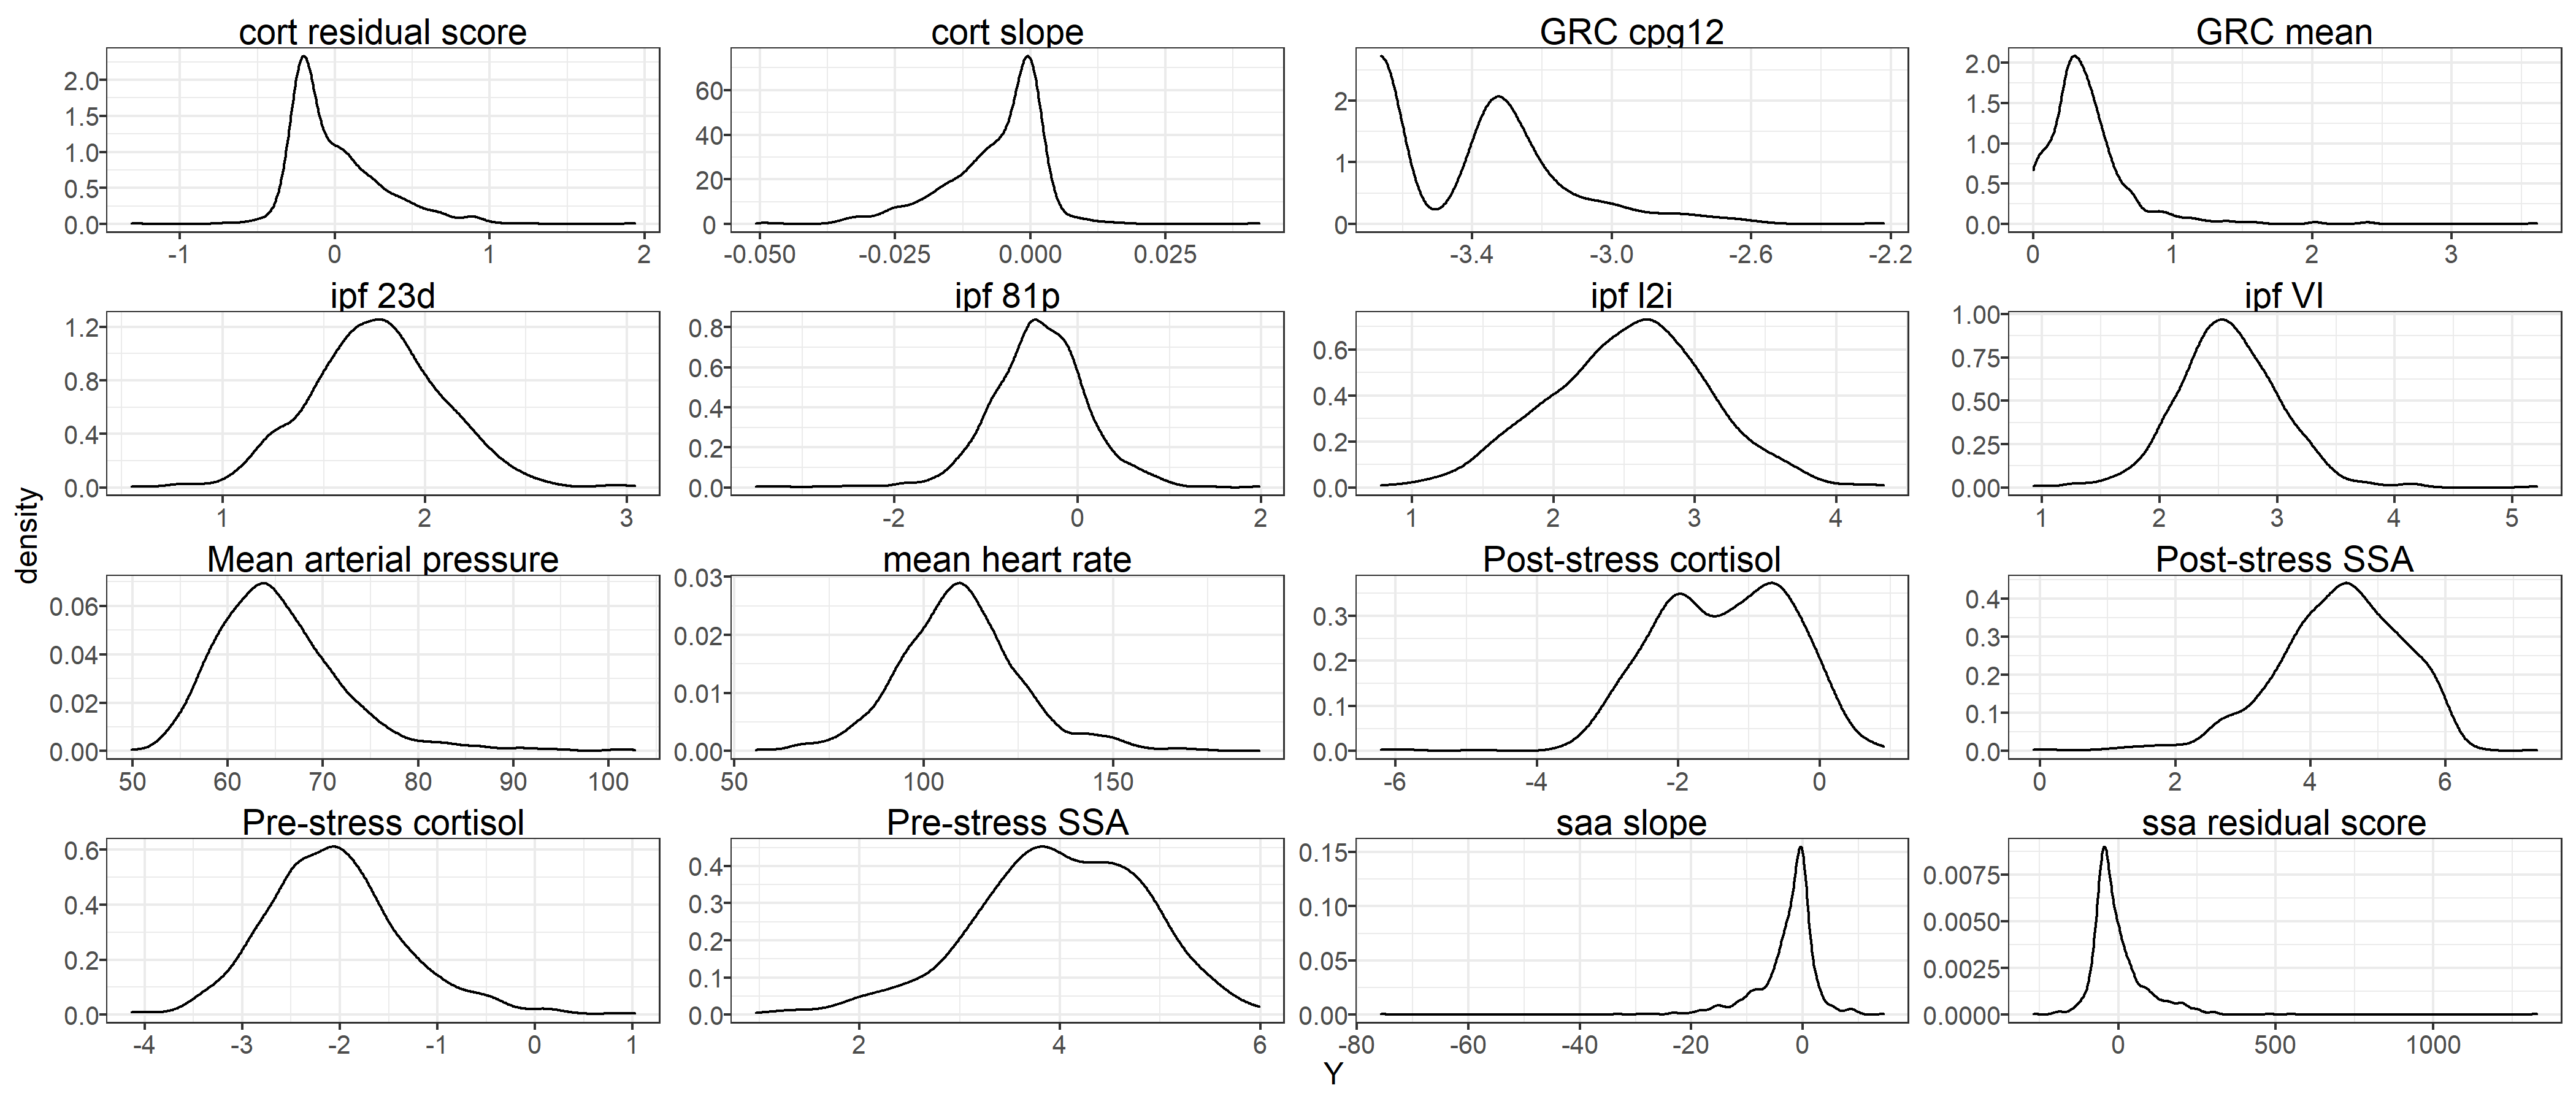 cort residual score
cort slope
GRC cpg12
GRC mean
2.0
1.5
1.0
0.5
0.0
-1 0 1 2
60
40
20
0
-0.050 -0.025 0.000 0.025
2
1
0
-3.4 -3.0 -2.6 -2.2
2.0
1.5
1.0
0.5
0.0
0 1 2 3
ipf 23d
ipf 81p
ipf l2i
ipf VI
1.2
0.8
0.4
0.0
1 2 3
0.8
0.6
0.4
0.2
0.0
-2 0 2
0.6
0.4
0.2
0.0
1 2 3 4
1.00
0.75
0.50
0.25
0.00
1 2 3 4 5
density
Mean arterial pressure
mean heart rate
Post-stress cortisol
Post-stress SSA
0.06
0.04
0.02
0.00
50 60 70 80 90 100
0.03
0.02
0.01
0.00
50 100 150
0.3
0.2
0.1
0.0
-6 -4 -2 0
0.4
0.3
0.2
0.1
0.0
0 2 4 6
Pre-stress cortisol
Pre-stress SSA
saa slope
ssa residual score
0.6
0.4
0.2
0.0
-4 -3 -2 -1 0 1
0.4
0.3
0.2
0.1
0.0
2 4 6
0.15
0.10
0.05
0.00
-80 -60 -40 -20 0
0.0075
0.0050
0.0025
0.0000
0 500 1000
Y